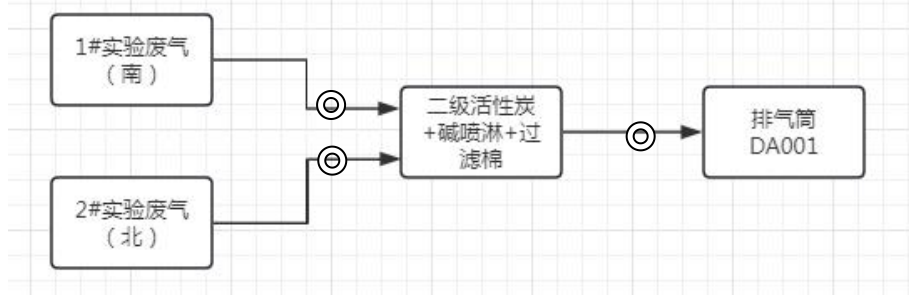 1#实验废气
（南）
二级活性炭
+碱喷淋+过
滤棉
排气筒
DA001
2#实验废气
（北）